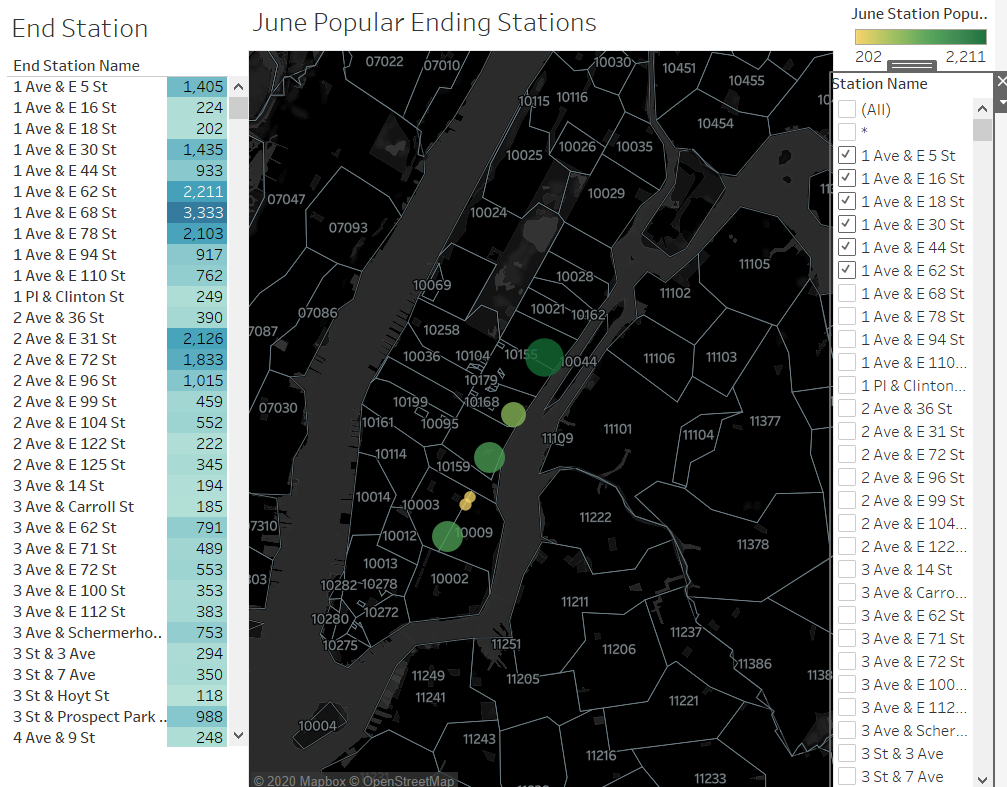 End Station
End Station Name
1 Ave & E 5 St 1,405
1 Ave & E 16 St 224
1 Ave & E 18 St 202
1 Ave & E 30 St 1,435
1 Ave & E 44 St 933
1 Ave & E 62 St 2,211
1 Ave & E 68 St 3,333
1 Ave & E 78 St 2,103
1 Ave & E 94 St 917
1 Ave & E 110 St 762
1 Pl & Clinton St 249
2 Ave & 36 St 390
2 Ave & E 31 St 2,126
2 Ave & E 72 St 1,833
2 Ave & E 96 St 1,015
2 Ave & E 99 St 459
2 Ave & E 104 St 552
2 Ave & E 122 St 222
2 Ave & E 125 St 345
3 Ave & 14 St 194
3 Ave & Carroll St 185
3 Ave & E 62 St 791
3 Ave & E 71 St 489
3 Ave & E 72 St 553
3 Ave & E 100 St 353
3 Ave & E 112 St 383
3 Ave & Schermerho.. 753
3 St & 3 Ave 294
3 St & 7 Ave 350
3 St & Hoyt St 118
3 St & Prospect Park .. 988
4 Ave & 9 St 248
June Popular Ending Stations
07022 07010 10030 10451
10455
10115 10116
10454
10026 10035
10025
10029
07047
10024
07093
11105
10028
10069 11102
07086 10021 10162
07087 10258
10036 10104 10155 10044 11106 11103
10179
07030 10199 10168
10161 10095 11377
11101 11104
11109
10114 10159
10014 10003
11222
07310 10012 10009
11378
10013
10002
10282 10278
11211
10280 10272
11237
10275 11251 11206
11386
11249 11205
11241 11221
10004
11243
11216
11233
© 2020 Mapbox © OpenStreetMap
June Station Popu..
202 2,211
Station Name
(All)
*
1 Ave & E 5 St
1 Ave & E 16 St
1 Ave & E 18 St
1 Ave & E 30 St
1 Ave & E 44 St
1 Ave & E 62 St
1 Ave & E 68 St
1 Ave & E 78 St
1 Ave & E 94 St
1 Ave & E 110...
1 Pl & Clinton...
2 Ave & 36 St
2 Ave & E 31 St
2 Ave & E 72 St
2 Ave & E 96 St
2 Ave & E 99 St
2 Ave & E 104...
2 Ave & E 122...
3 Ave & 14 St
3 Ave & Carro...
3 Ave & E 62 St
3 Ave & E 71 St
3 Ave & E 72 St
3 Ave & E 100...
3 Ave & E 112...
3 Ave & Scher...
3 St & 3 Ave
3 St & 7 Ave